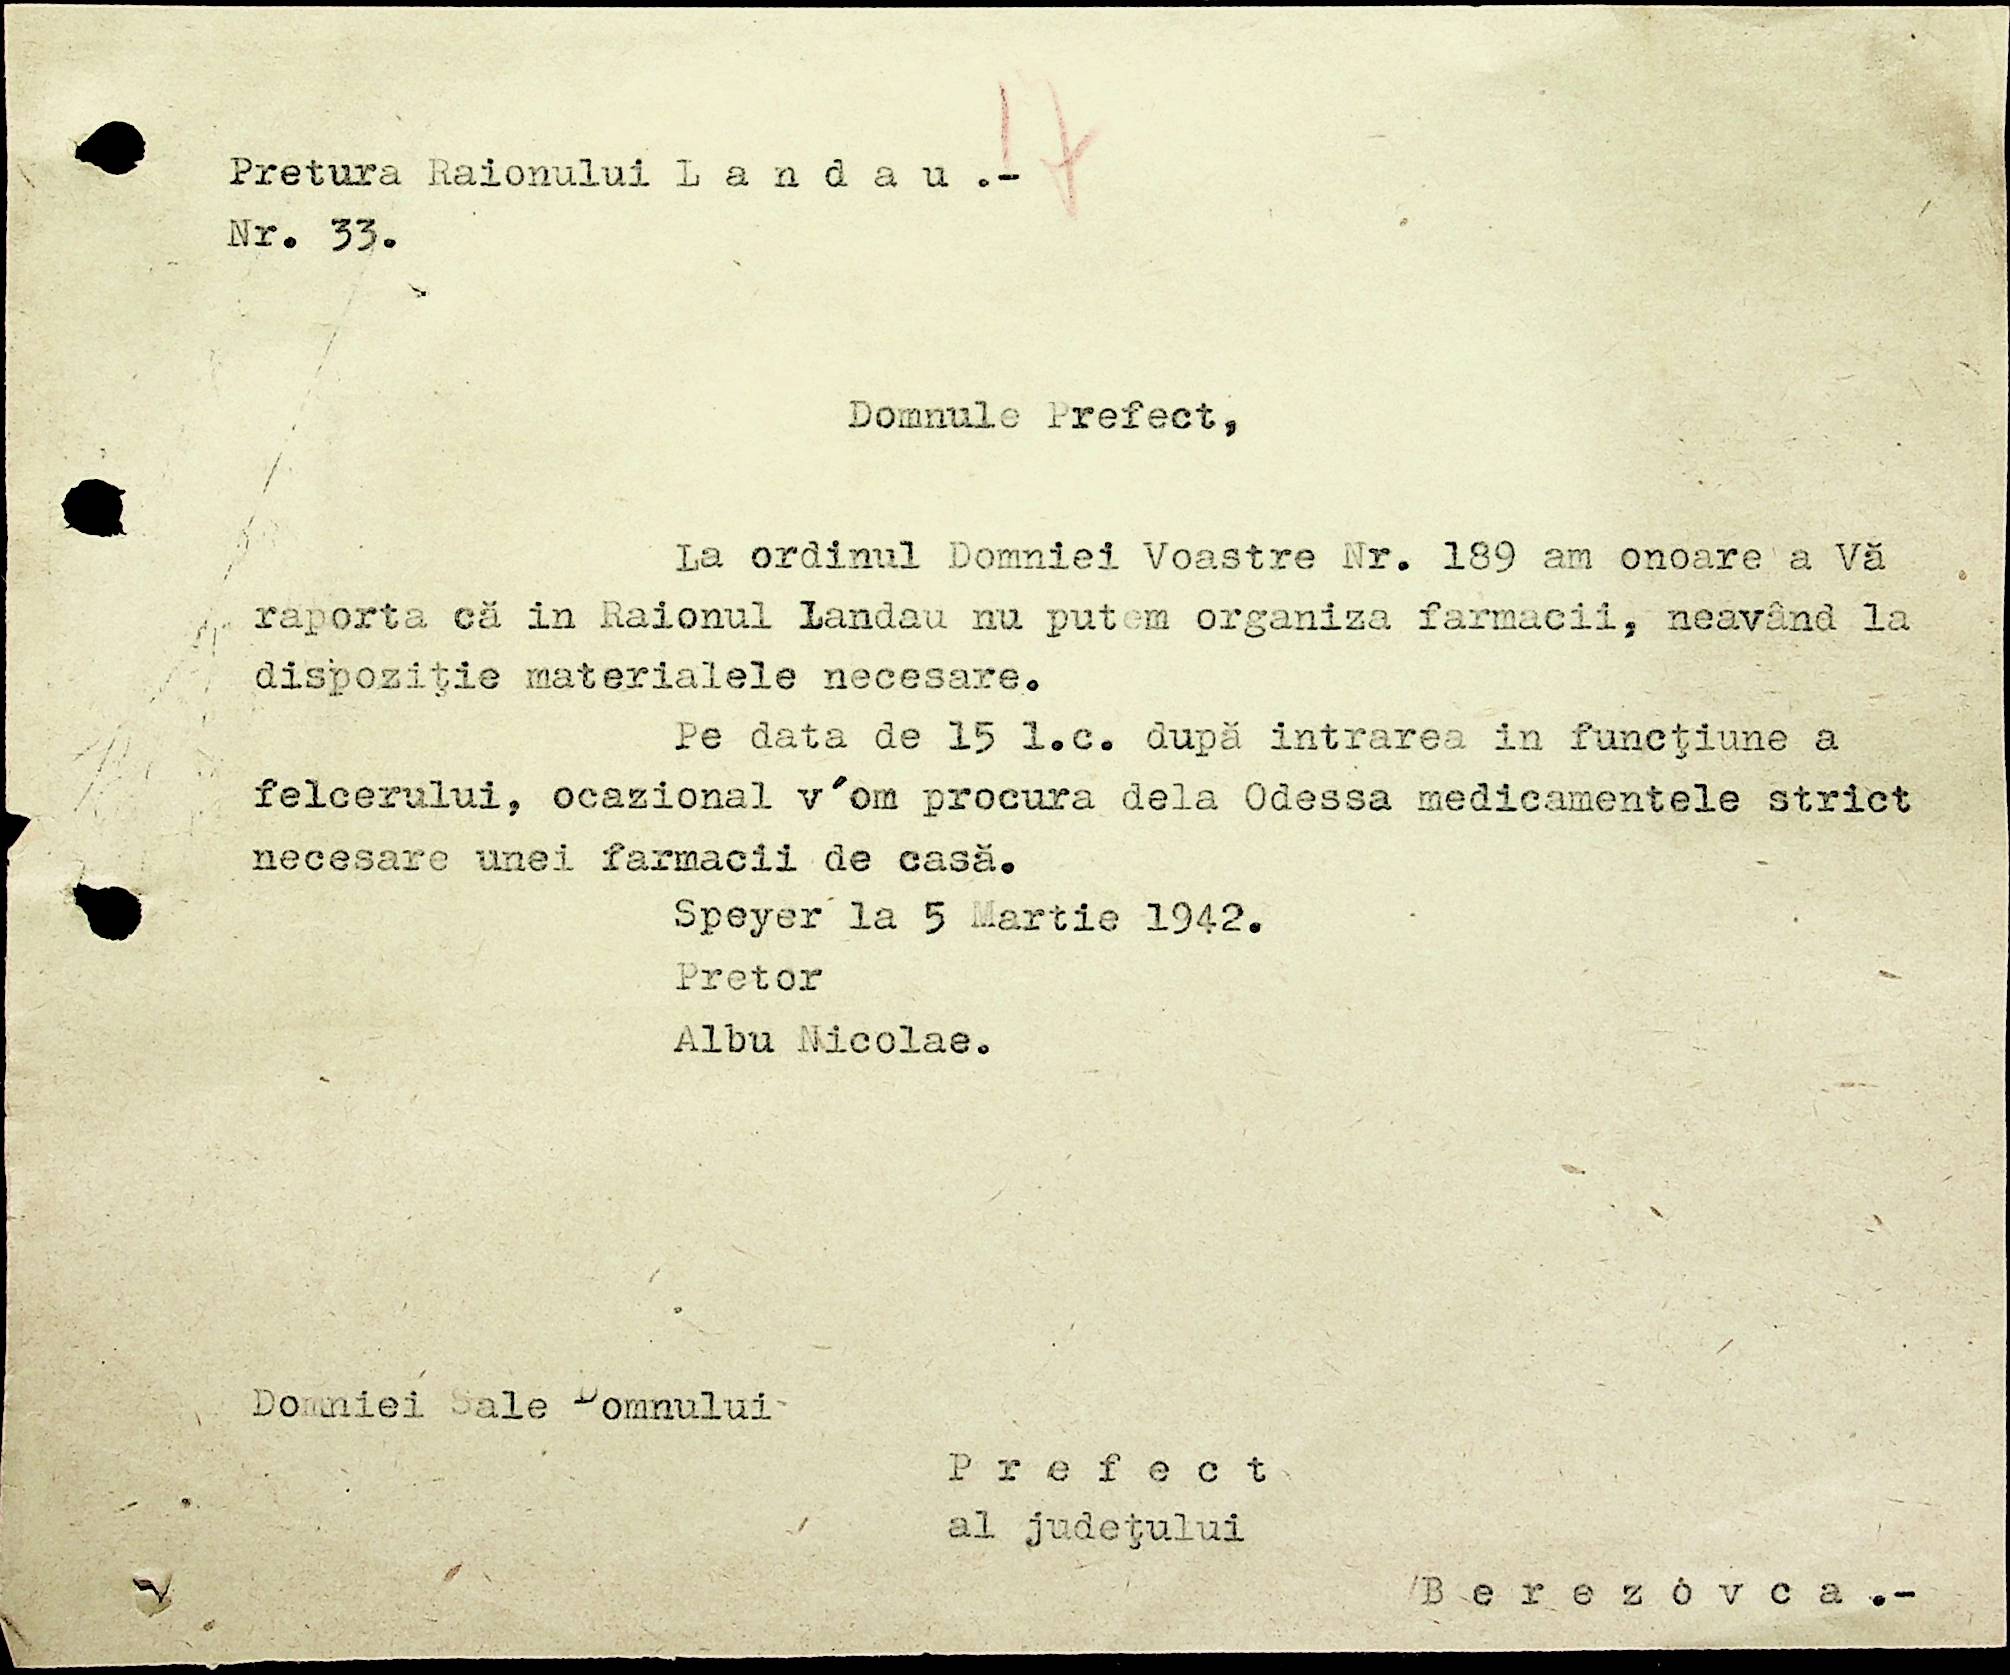 17
Pretura Raionului L a n d a u .-
Nr. 33.
Domnule Prefect,
La ordinul Domniei Voastre Nr. 189 am onoare a Vă
raporta că in Raionul Landau nu putem organiza farmacii, neavând la
dispoziţie materialele necesare.
Pe data de 15 l.c. după intrarea in funcţiune a
felcerului, ocazional v'om procura dela Odessa medicamentele strict
necesare unei farmacii de casă.
Speyer la 5 Martie 1942.
Pretor
Albu Nicolae.
Domniei Sale Domnului
P r e f e c t
al judeţului
B e r e z o v c a .-